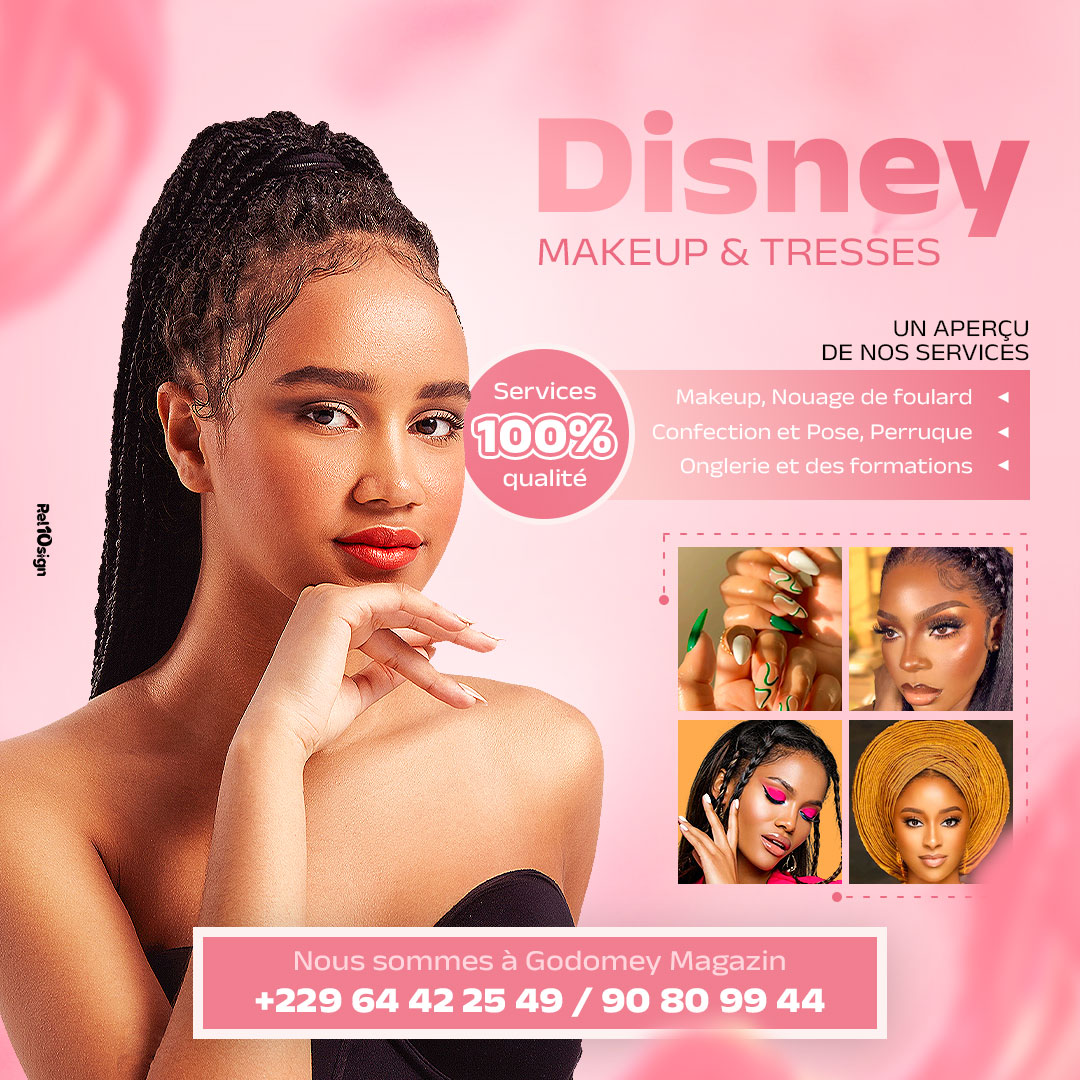 Disney
MAKEUP & TRESSES
UN APERÇU
DE NOS SERVICES
Services
100%
qualité
Makeup, Nouage de foulard
Confection et Pose, Perruque
Onglerie et des formations
Rel10sign
Nous sommes à Godomey Magazin
+229 64 42 25 49 / 90 80 99 44